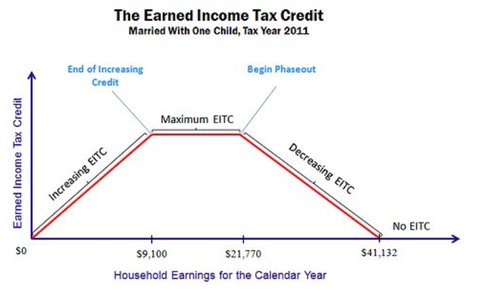 The Earned Income Tax Credit
Married With One Child, Tax Year 2011
End of Increasing
Credit
Begin Phaseout
Maximum EITC
Increasing EITC
Decreasing EITC
No EITC
Earned Income Tax Credit
$0
$9,100
$21,770
$41,132
Household Earnings for the Calendar Year